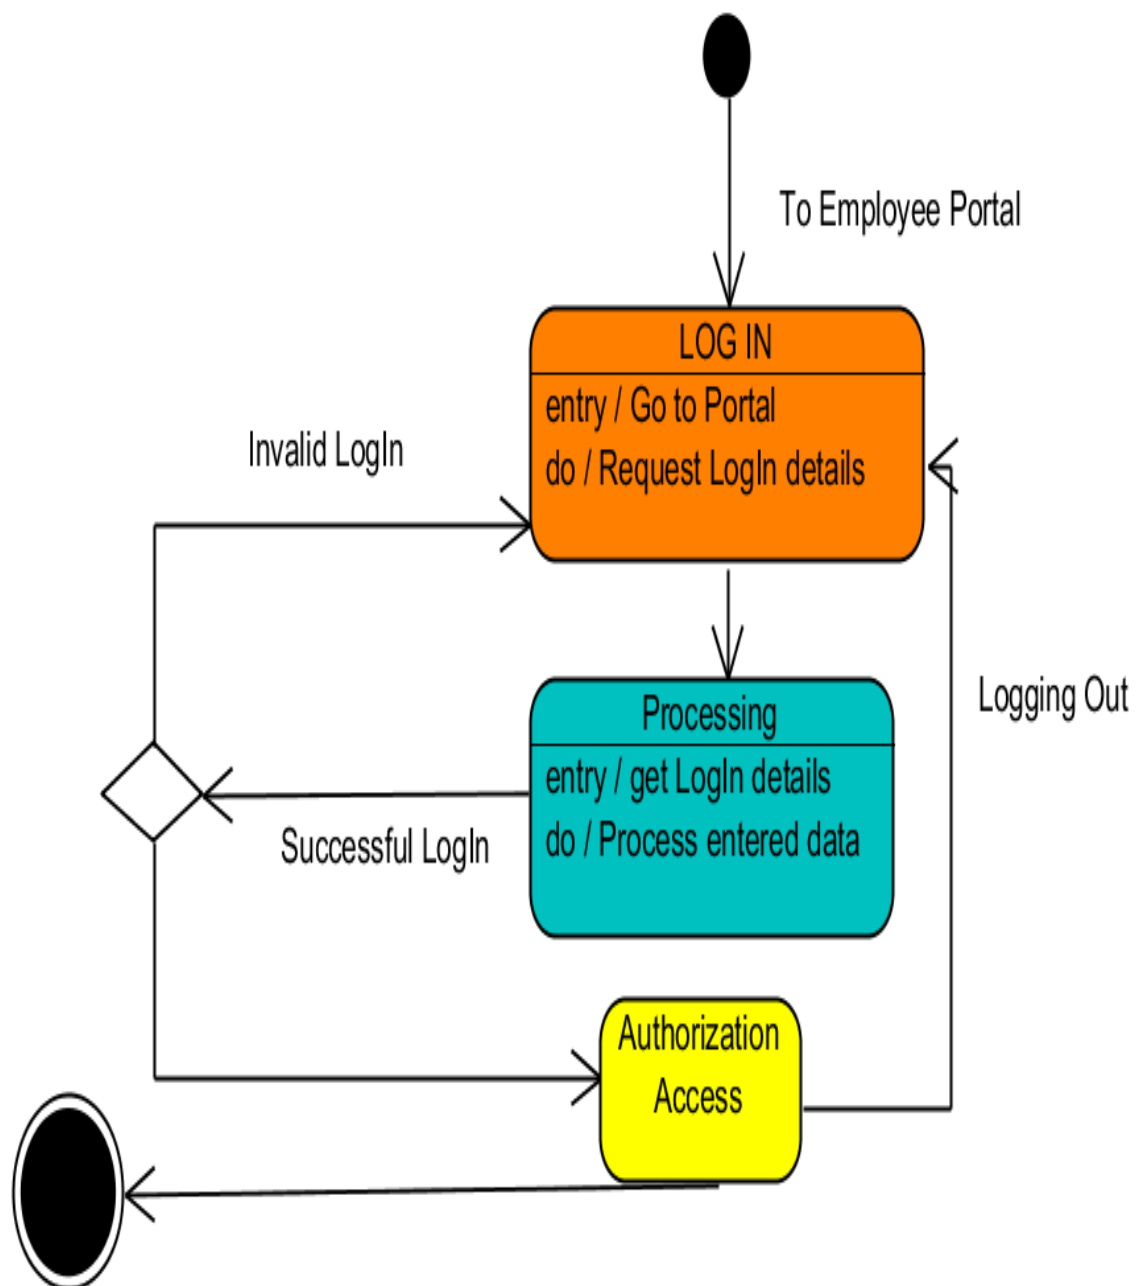 To Employee Portal
LOG IN
entry / Go to Portal
do / Request LogIn details
Invalid LogIn
Processing
entry / get LogIn details
do / Process entered data
Logging Out
Successful LogIn
Authorization
Access